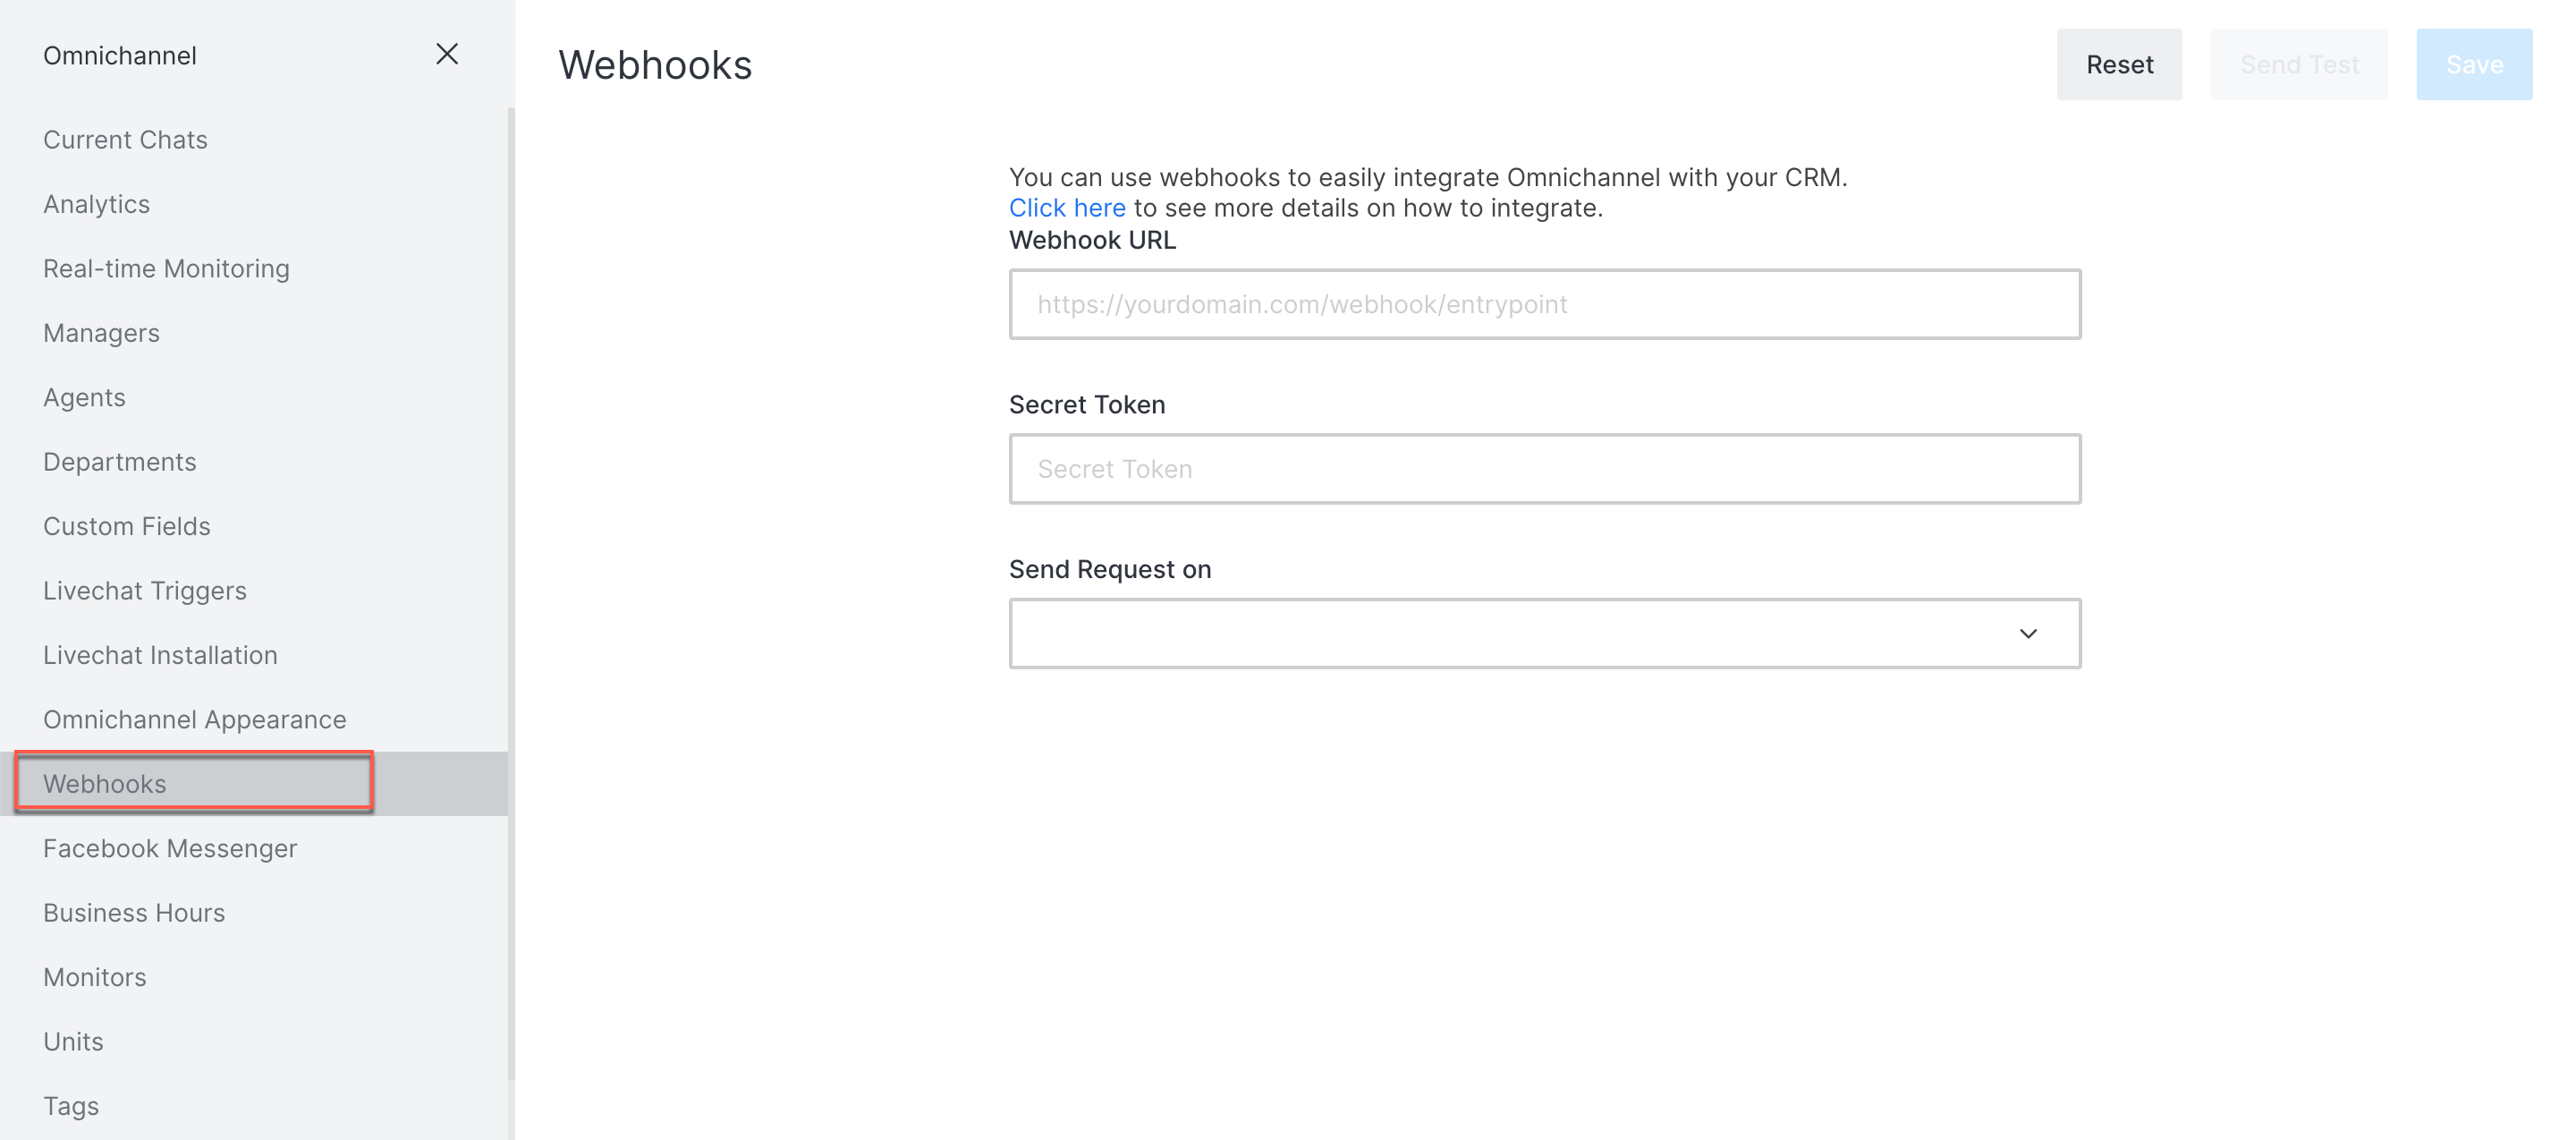 Omnichannel
Current Chats
Analytics
Real-time Monitoring
Managers
Agents
Departments
Custom Fields
Livechat Triggers
Livechat Installation
Omnichannel Appearance
Webhooks
Facebook Messenger
Business Hours
Monitors
Units
Tags
Webhooks
Reset
Send Test
Save
You can use webhooks to easily integrate Omnichannel with your CRM.
Click here to see more details on how to integrate.
Webhook URL
https://yourdomain.com/webhook/entrypoint
Secret Token
Secret Token
Send Request on